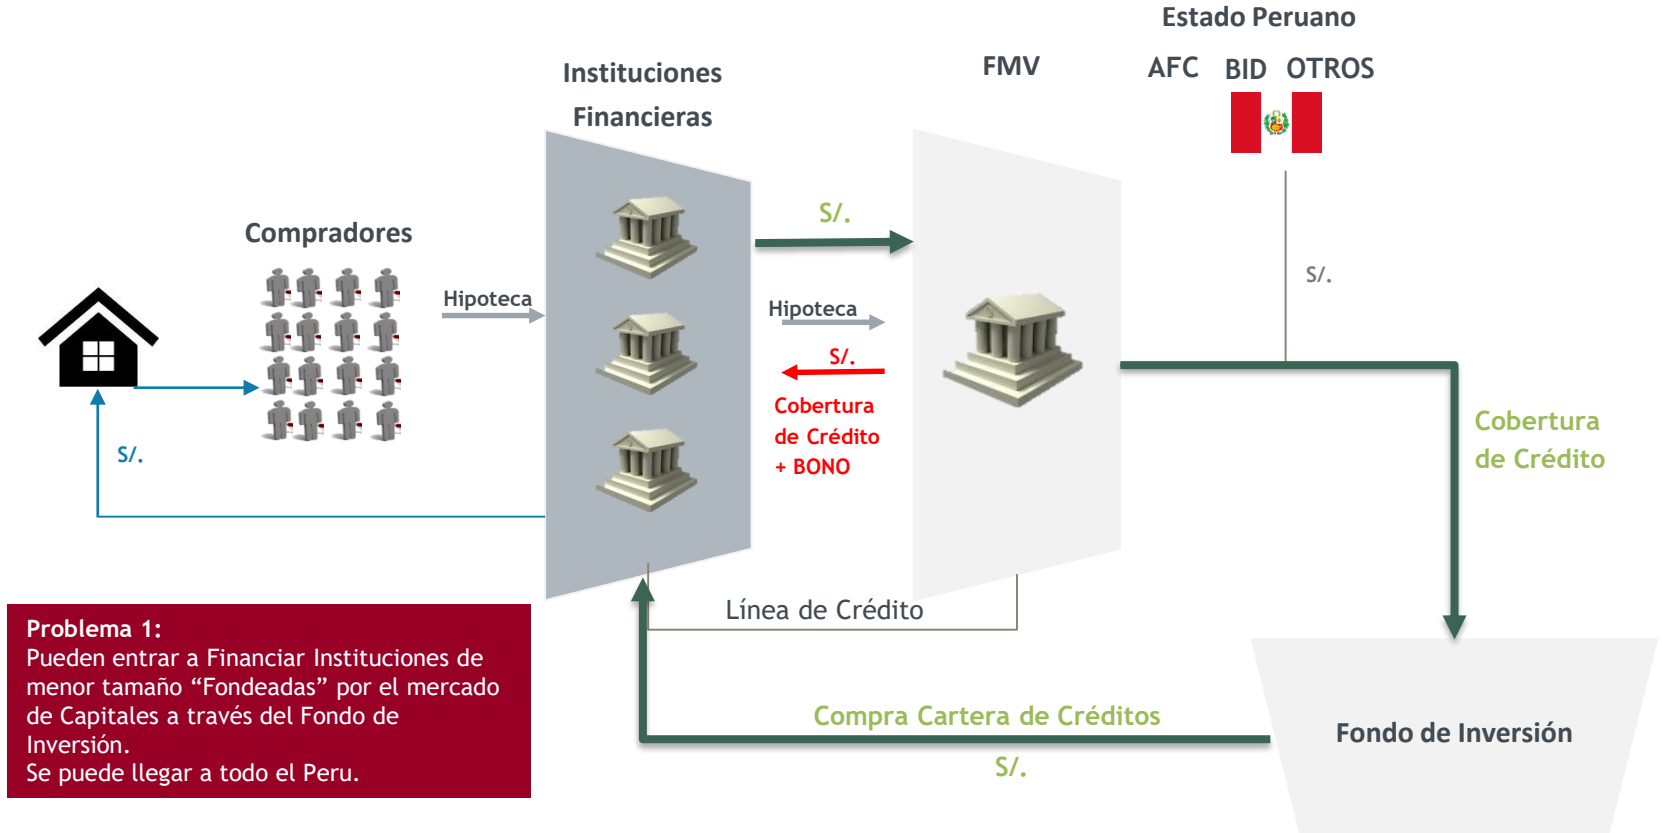 Estado Peruano
AFC BID OTROS
FMV
Instituciones
Financieras
Compradores
S/.
Hipoteca
Hipoteca
S/.
S/.
Cobertura
de Crédito
+ BONO
S/.
Cobertura
de Crédito
Línea de Crédito
Problema 1:
Pueden entrar a Financiar Instituciones de
menor tamaño “Fondeadas” por el mercado
de Capitales a través del Fondo de
Inversión.
Se puede llegar a todo el Peru.
Compra Cartera de Créditos
S/.
Fondo de Inversión